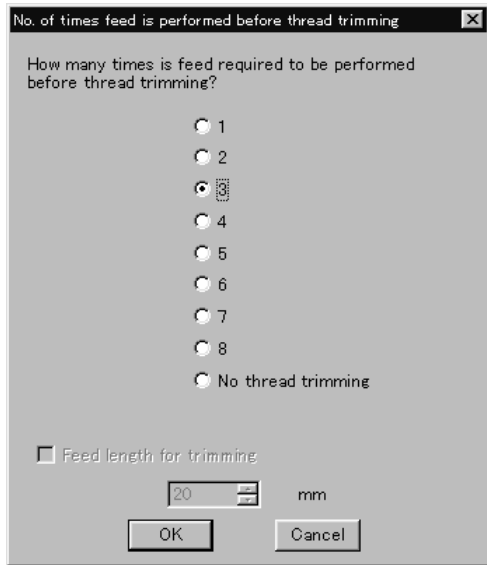 No. of times feed is performed before thread trimming
How many times is feed required to be performed
before thread trimming?
1
2
3
4
5
6
7
8
No thread trimming
Feed length for trimming
20 mm
OK Cancel